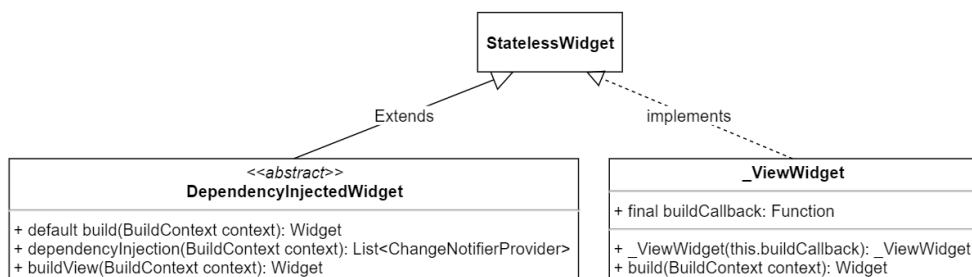 StatelessWidget
Extends
implements
<<abstract>>
DependencyInjectedWidget
+ default build(BuildContext context): Widget
+ dependencyInjection(BuildContext context): List<ChangeNotifierProvider>
+ buildView(BuildContext context): Widget
_ViewWidget
+ final buildCallback: Function
+ _ViewWidget(this.buildCallback): _ViewWidget
+ build(BuildContext context): Widget